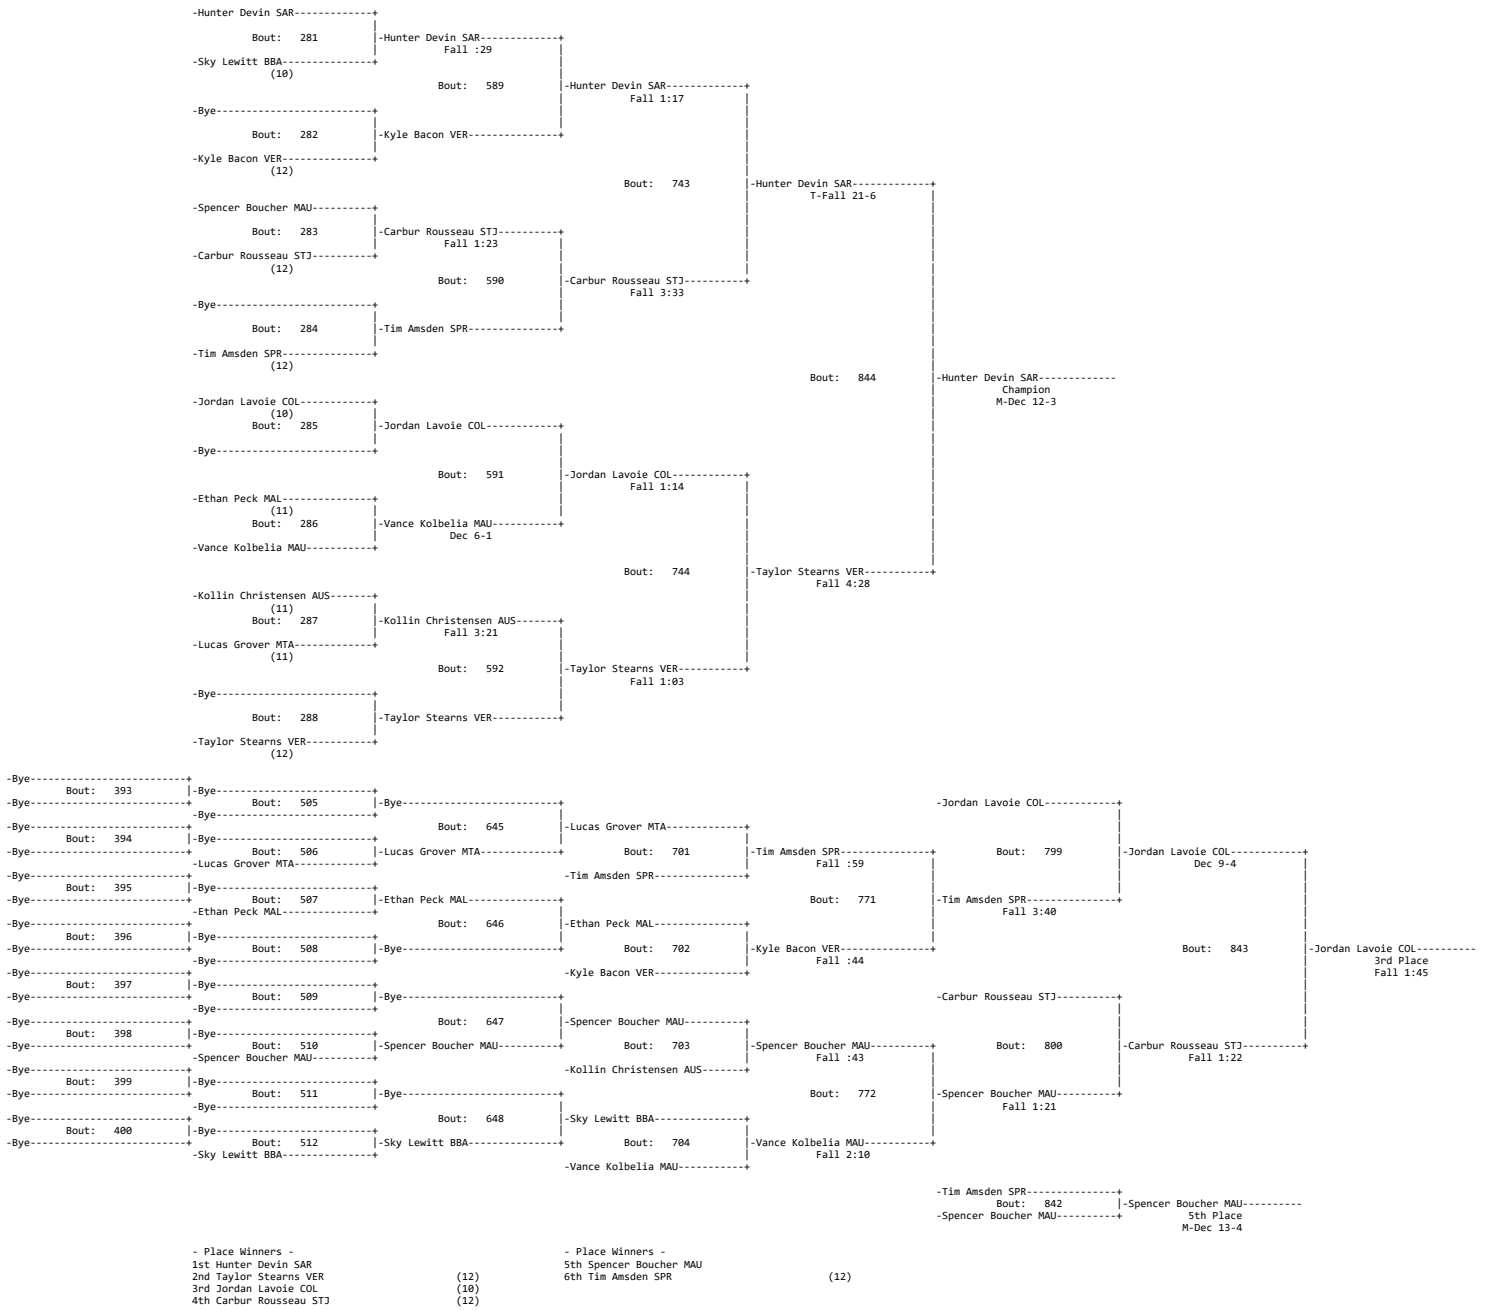 -Hunter Devin SAR-------------+
Bout: 281 |-Hunter Devin SAR-------------+
Fall :29
-Sky Lewitt BBA---------------+
(10)
Bout: 589 |-Hunter Devin SAR-------------+
Fall 1:17
-Bye--------------------------+
Bout: 282 |-Kyle Bacon VER---------------+
-Kyle Bacon VER---------------+
(12)
Bout: 743 |-Hunter Devin SAR-------------+
T-Fall 21-6
-Spencer Boucher MAU----------+
Bout: 283 |-Carbur Rousseau STJ----------+
Fall 1:23
-Carbur Rousseau STJ----------+
(12)
Bout: 590 |-Carbur Rousseau STJ----------+
Fall 3:33
-Bye--------------------------+
Bout: 284 |-Tim Amsden SPR---------------+
-Tim Amsden SPR---------------+
(12)
Bout: 844 |-Hunter Devin SAR-------------
Champion
-Jordan Lavoie COL------------+ M-Dec 12-3
(10)
Bout: 285 |-Jordan Lavoie COL------------+
-Bye--------------------------+
Bout: 591 |-Jordan Lavoie COL------------+
Fall 1:14
-Ethan Peck MAL---------------+
(11)
Bout: 286 |-Vance Kolbelia MAU-----------+
Dec 6-1
-Vance Kolbelia MAU-----------+
Bout: 744 |-Taylor Stearns VER-----------+
Fall 4:28
-Kollin Christensen AUS-------+
(11)
Bout: 287 |-Kollin Christensen AUS-------+
Fall 3:21
-Lucas Grover MTA-------------+
(11)
Bout: 592 |-Taylor Stearns VER-----------+
Fall 1:03
-Bye--------------------------+
Bout: 288 |-Taylor Stearns VER-----------+
-Taylor Stearns VER-----------+
(12)
-Bye--------------------------+
Bout: 393 |-Bye--------------------------+
-Bye--------------------------+ Bout: 505 |-Bye--------------------------+ -Jordan Lavoie COL------------+
-Bye--------------------------+
-Bye--------------------------+ Bout: 645 |-Lucas Grover MTA-------------+
Bout: 394 |-Bye--------------------------+
-Bye--------------------------+ Bout: 506 |-Lucas Grover MTA-------------+ Bout: 701 |-Tim Amsden SPR---------------+ Bout: 799 |-Jordan Lavoie COL------------+
-Lucas Grover MTA-------------+ Fall :59 Dec 9-4
-Bye--------------------------+ -Tim Amsden SPR---------------+
Bout: 395 |-Bye--------------------------+
-Bye--------------------------+ Bout: 507 |-Ethan Peck MAL---------------+ Bout: 771 |-Tim Amsden SPR---------------+
-Ethan Peck MAL---------------+ Fall 3:40
-Bye--------------------------+ Bout: 646 |-Ethan Peck MAL---------------+
Bout: 396 |-Bye--------------------------+
-Bye--------------------------+ Bout: 508 |-Bye--------------------------+ Bout: 702 |-Kyle Bacon VER---------------+ Bout: 843 |-Jordan Lavoie COL----------
-Bye--------------------------+ Fall :44 3rd Place
-Bye--------------------------+ -Kyle Bacon VER---------------+ Fall 1:45
Bout: 397 |-Bye--------------------------+
-Bye--------------------------+ Bout: 509 |-Bye--------------------------+ -Carbur Rousseau STJ----------+
-Bye--------------------------+
-Bye--------------------------+ Bout: 647 |-Spencer Boucher MAU----------+
Bout: 398 |-Bye--------------------------+
-Bye--------------------------+ Bout: 510 |-Spencer Boucher MAU----------+ Bout: 703 |-Spencer Boucher MAU----------+ Bout: 800 |-Carbur Rousseau STJ----------+
-Spencer Boucher MAU----------+ Fall :43 Fall 1:22
-Bye--------------------------+ -Kollin Christensen AUS-------+
Bout: 399 |-Bye--------------------------+
-Bye--------------------------+ Bout: 511 |-Bye--------------------------+ Bout: 772 |-Spencer Boucher MAU----------+
-Bye--------------------------+ Fall 1:21
-Bye--------------------------+ Bout: 648 |-Sky Lewitt BBA---------------+
Bout: 400 |-Bye--------------------------+
-Bye--------------------------+ Bout: 512 |-Sky Lewitt BBA---------------+ Bout: 704 |-Vance Kolbelia MAU-----------+
-Sky Lewitt BBA---------------+ Fall 2:10
-Vance Kolbelia MAU-----------+
-Tim Amsden SPR---------------+
Bout: 842 |-Spencer Boucher MAU----------
-Spencer Boucher MAU----------+ 5th Place
M-Dec 13-4
- Place Winners - - Place Winners -
1st Hunter Devin SAR 5th Spencer Boucher MAU
2nd Taylor Stearns VER (12) 6th Tim Amsden SPR (12)
3rd Jordan Lavoie COL (10)
4th Carbur Rousseau STJ (12)